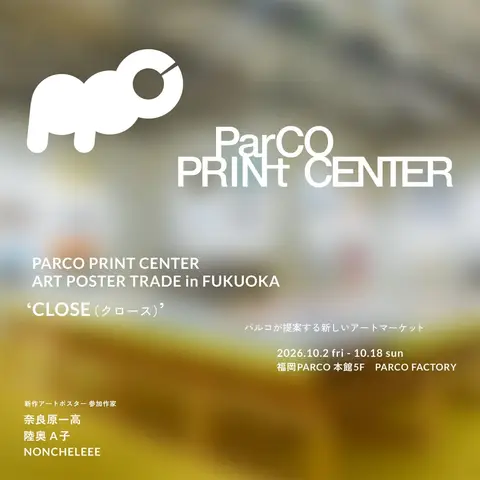 ParCO
PRINt CENTER
PARCO PRINT CENTER
ART POSTER TRADE in FUKUOKA
‘CLOSE（クロース）’
パルコが提案する新しいアートマーケット
2026.10.2 fri - 10.18 sun
福岡PARCO 本館5F　PARCO FACTORY
新作アートポスター 参加作家
奈良原一高
陸奥 A子
NONCHELEEE